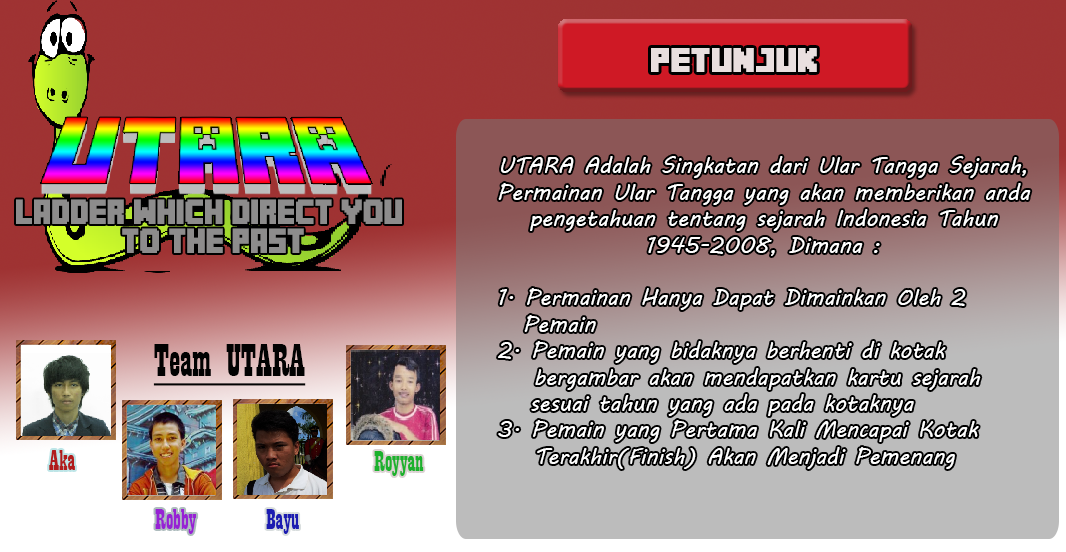 UTARA
LADDER WHICH DIRECT YOU
TO THE PAST
Team UTARA
Aka
Robby
Bayu
Royyan
PETUNJUK
UTARA Adalah Singkatan dari Ular Tangga Sejarah,
Permainan Ular Tangga yang akan memberikan anda
pengetahuan tentang sejarah Indonesia Tahun
1945-2008, Dimana :
1. Permainan Hanya Dapat Dimainkan Oleh 2
Pemain
2. Pemain yang bidaknya berhenti di kotak
bergambar akan mendapatkan kartu sejarah
sesuai tahun yang ada pada kotaknya
3. Pemain yang Pertama Kali Mencapai Kotak
Terakhir(Finish) Akan Menjadi Pemenang